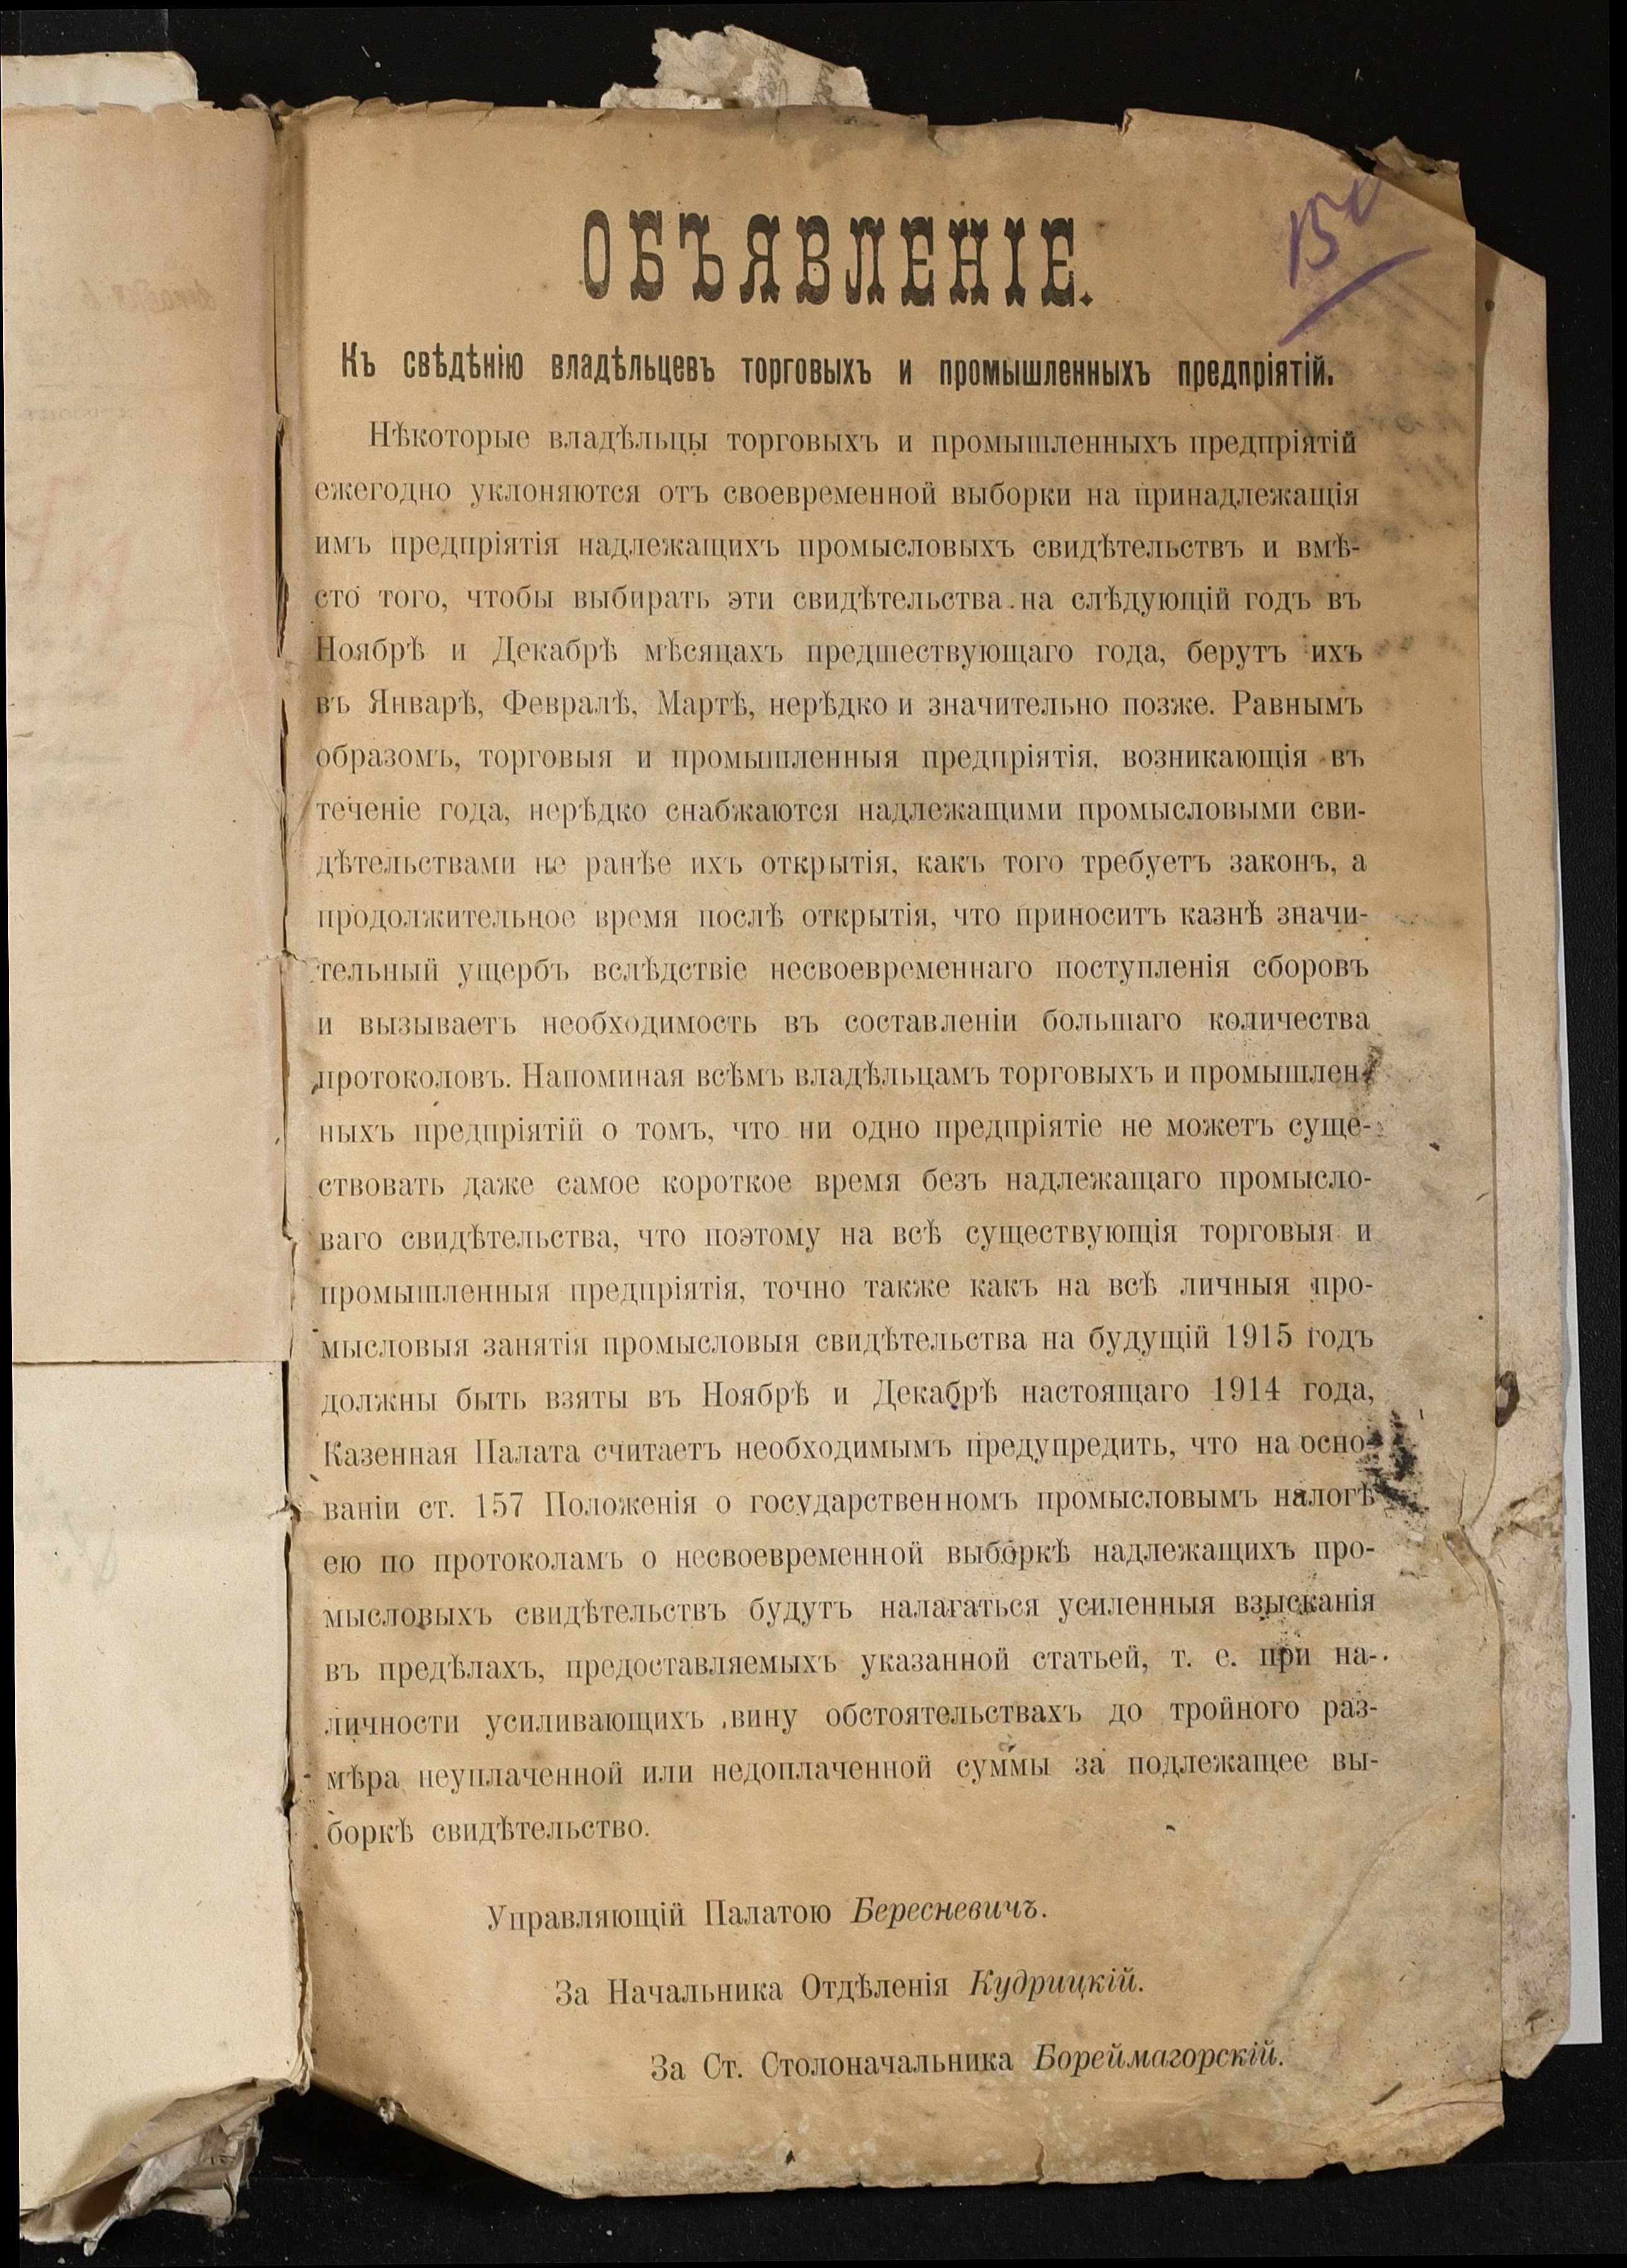 ОБЪЯВЛЕНІЕ.
Къ свѣдѣнію владѣльцевъ торговыхъ и промышленныхъ предпріятій.
Нѣкоторые владѣльцы торговыхъ и промышленныхъ предпріятій
ежегодно уклоняются отъ своевременной выборки на принадлежащія
имъ предпріятія надлежащихъ промысловыхъ свидѣтельствъ и вмѣ-
сто того, чтобы выбирать эти свидѣтельства на слѣдующій годъ въ
Ноябрѣ и Декабрѣ мѣсяцахъ предшествующаго года, берутъ ихъ
въ Январѣ, Февралѣ, Мартѣ, нерѣдко и значительно позже. Равнымъ
образомъ, торговыя и промышленныя предпріятія, возникающія въ
теченіе года, нерѣдко снабжаются надлежащими промысловыми сви-
дѣтельствами не ранѣе ихъ открытія, какъ того требуетъ законъ, а
продолжительное время послѣ открытія, что приноситъ казнѣ значи-
тельный ущербъ вслѣдствіе несвоевременнаго поступленія сборовъ
и вызываетъ необходимость въ составленіи большаго количества
протоколовъ. Напоминая всѣмъ владѣльцамъ торговыхъ и промышлен-
ныхъ предпріятій о томъ, что ни одно предпріятіе не можетъ суще-
ствовать даже самое короткое время безъ надлежащаго промысло-
ваго свидѣтельства, что поэтому на всѣ существующія торговыя и
промышленныя предпріятія, точно также какъ на всѣ личныя про-
мысловыя занятія промысловыя свидѣтельства на будущій 1915 годъ
должны быть взяты въ Ноябрѣ и Декабрѣ настоящаго 1914 года,
Казенная Палата считаетъ необходимымъ предупредить, что на осно-
ваніи ст. 157 Положенія о государственномъ промысловымъ налогѣ
ею по протоколамъ о несвоевременной выборкѣ надлежащихъ про-
мысловыхъ свидѣтельствъ будутъ налагаться усиленныя взысканія
въ предѣлахъ, предоставляемыхъ указанной статьей, т. е. при на-
личности усиливающихъ вину обстоятельствахъ до тройного раз-
мѣра неуплаченной или недоплаченной суммы за подлежащее вы-
боркѣ свидѣтельство.
Управляющій Палатою Бересневичъ.
За Начальника Отдѣленія Кудрицкій.
За Ст. Столоначальника Бореймагорскій.